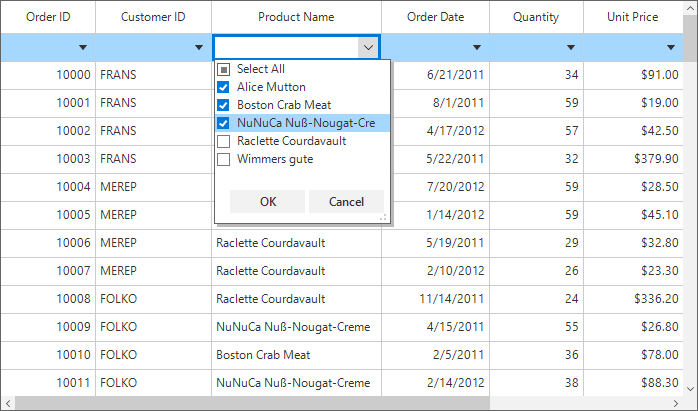 Order ID Customer ID Product Name Order Date Quantity Unit Price
Select All
10000 FRANS 6/21/2011 34 $91.00
Alice Mutton
10001 FRANS Boston Crab Meat 8/1/2011 59 $19.00
10002 FRANS NuNuCa Nuß-Nougat-Cre 4/17/2012 57 $42.50
Raclette Courdavault
10003 FRANS Wimmers gute 5/22/2011 32 $379.90
10004 MEREP 7/20/2012 59 $28.50
OK Cancel
10005 MEREP 1/14/2012 59 $45.10
10006 MEREP Raclette Courdavault 5/19/2011 29 $32.80
10007 MEREP Raclette Courdavault 2/10/2012 26 $23.30
10008 FOLKO Raclette Courdavault 11/14/2011 24 $336.20
10009 FOLKO NuNuCa Nuß-Nougat-Creme 4/15/2011 55 $26.80
10010 FOLKO Boston Crab Meat 2/5/2011 36 $78.00
10011 FOLKO NuNuCa Nuß-Nougat-Creme 2/14/2012 38 $88.30